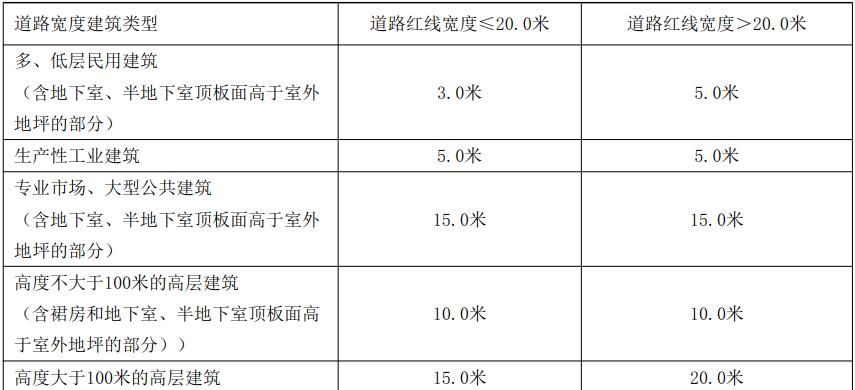 道路宽度建筑类型 道路红线宽度≤20.0米 道路红线宽度＞20.0米
多、低层民用建筑
（含地下室、半地下室顶板面高于室外 3.0米 5.0米
地坪的部分）
生产性工业建筑 5.0米 5.0米
专业市场、大型公共建筑
（含地下室、半地下室顶板面高于室外 15.0米 15.0米
地坪的部分）
高度不大于100米的高层建筑
（含裙房和地下室、半地下室顶板面高 10.0米 10.0米
于室外地坪的部分））
高度大于100米的高层建筑 15.0米 20.0米